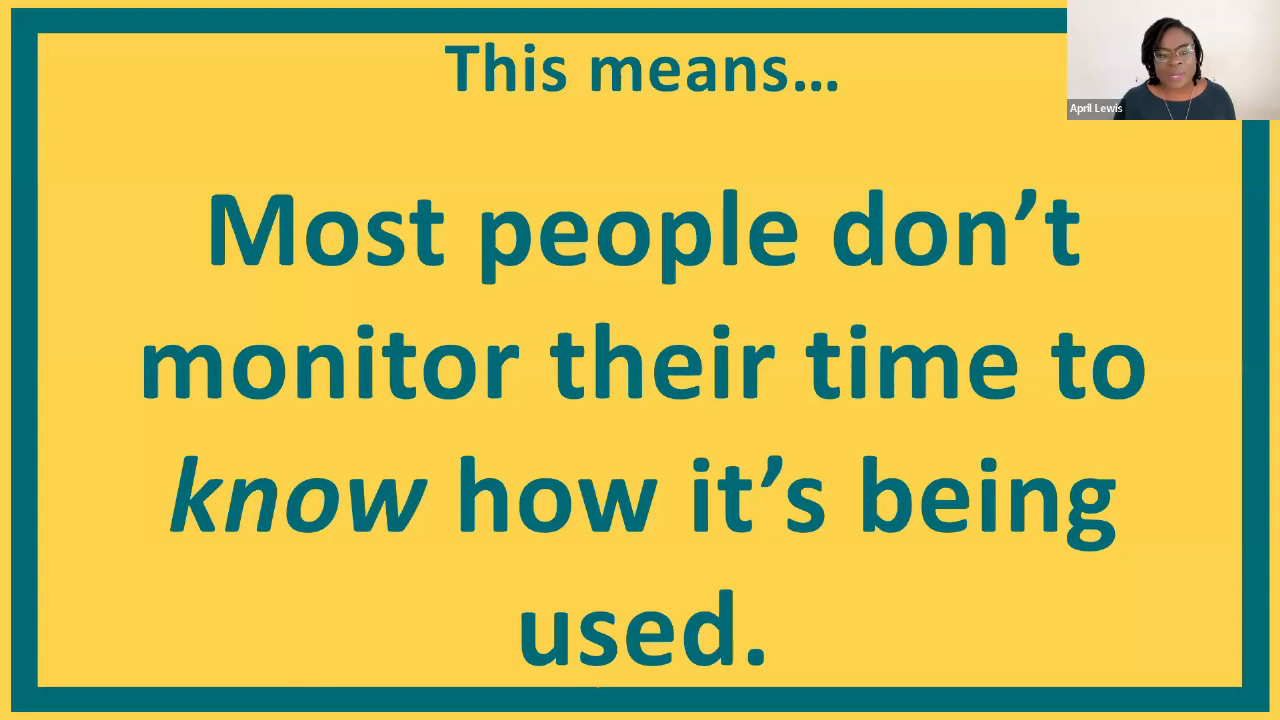 This means…
April Lewis
Most people don’t
monitor their time to
know how it’s being
used.